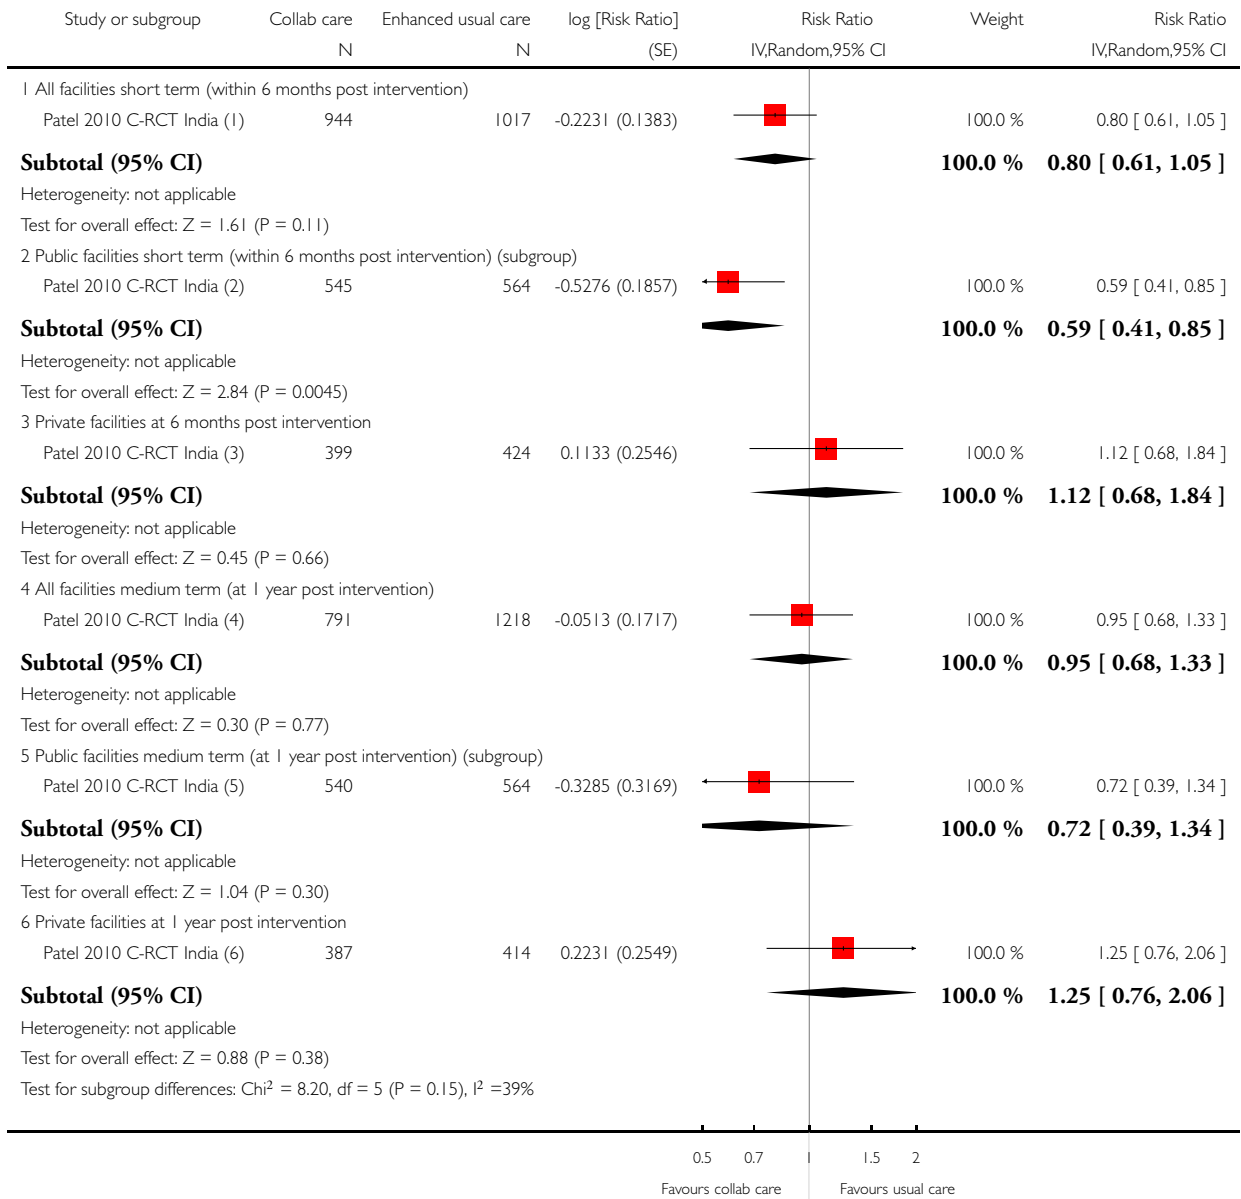 Study or subgroup Collab care Enhanced usual care log [Risk Ratio] Risk Ratio Weight Risk Ratio
N N (SE) IV,Random,95% CI IV,Random,95% CI
1 All facilities short term (within 6 months post intervention)
Patel 2010 C-RCT India (1) 944 1017 -0.2231 (0.1383) 100.0 % 0.80 [ 0.61, 1.05 ]
Subtotal (95% CI) 100.0 % 0.80 [ 0.61, 1.05 ]
Heterogeneity: not applicable
Test for overall effect: Z = 1.61 (P = 0.11)
2 Public facilities short term (within 6 months post intervention) (subgroup)
Patel 2010 C-RCT India (2) 545 564 -0.5276 (0.1857) 100.0 % 0.59 [ 0.41, 0.85 ]
Subtotal (95% CI) 100.0 % 0.59 [ 0.41, 0.85 ]
Heterogeneity: not applicable
Test for overall effect: Z = 2.84 (P = 0.0045)
3 Private facilities at 6 months post intervention
Patel 2010 C-RCT India (3) 399 424 0.1133 (0.2546) 100.0 % 1.12 [ 0.68, 1.84 ]
Subtotal (95% CI) 100.0 % 1.12 [ 0.68, 1.84 ]
Heterogeneity: not applicable
Test for overall effect: Z = 0.45 (P = 0.66)
4 All facilities medium term (at 1 year post intervention)
Patel 2010 C-RCT India (4) 791 1218 -0.0513 (0.1717) 100.0 % 0.95 [ 0.68, 1.33 ]
Subtotal (95% CI) 100.0 % 0.95 [ 0.68, 1.33 ]
Heterogeneity: not applicable
Test for overall effect: Z = 0.30 (P = 0.77)
5 Public facilities medium term (at 1 year post intervention) (subgroup)
Patel 2010 C-RCT India (5) 540 564 -0.3285 (0.3169) 100.0 % 0.72 [ 0.39, 1.34 ]
Subtotal (95% CI) 100.0 % 0.72 [ 0.39, 1.34 ]
Heterogeneity: not applicable
Test for overall effect: Z = 1.04 (P = 0.30)
6 Private facilities at 1 year post intervention
Patel 2010 C-RCT India (6) 387 414 0.2231 (0.2549) 100.0 % 1.25 [ 0.76, 2.06 ]
Subtotal (95% CI) 100.0 % 1.25 [ 0.76, 2.06 ]
Heterogeneity: not applicable
Test for overall effect: Z = 0.88 (P = 0.38)
Test for subgroup differences: Chi² = 8.20, df = 5 (P = 0.15), I² =39%
0.5 0.7 1 1.5 2
Favours collab care Favours usual care